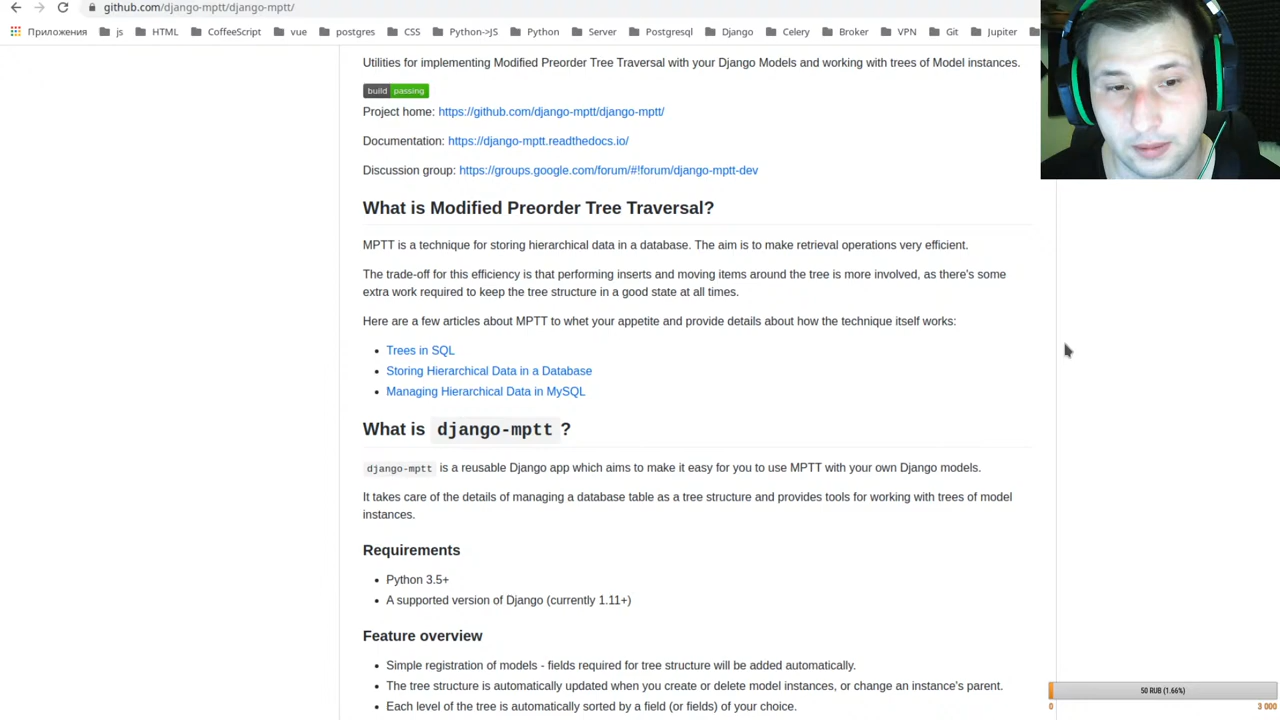 github.com/django-mptt/django-mptt/
Приложения js HTML CoffeeScript vue postgres CSS Python->JS Python Server Postgresql Django Celery Broker VPN Git Jupiter
Utilities for implementing Modified Preorder Tree Traversal with your Django Models and working with trees of Model instances.
build passing
Project home: https://github.com/django-mptt/django-mptt/
Documentation: https://django-mptt.readthedocs.io/
Discussion group: https://groups.google.com/forum/#!forum/django-mptt-dev
What is Modified Preorder Tree Traversal?
MPTT is a technique for storing hierarchical data in a database. The aim is to make retrieval operations very efficient.
The trade-off for this efficiency is that performing inserts and moving items around the tree is more involved, as there's some
extra work required to keep the tree structure in a good state at all times.
Here are a few articles about MPTT to whet your appetite and provide details about how the technique itself works:
Trees in SQL
Storing Hierarchical Data in a Database
Managing Hierarchical Data in MySQL
What is django-mptt ?
django-mptt is a reusable Django app which aims to make it easy for you to use MPTT with your own Django models.
It takes care of the details of managing a database table as a tree structure and provides tools for working with trees of model
instances.
Requirements
Python 3.5+
A supported version of Django (currently 1.11+)
Feature overview
Simple registration of models - fields required for tree structure will be added automatically.
The tree structure is automatically updated when you create or delete model instances, or change an instance's parent.
Each level of the tree is automatically sorted by a field (or fields) of your choice.
50 RUB (1.66%)
0 3 000